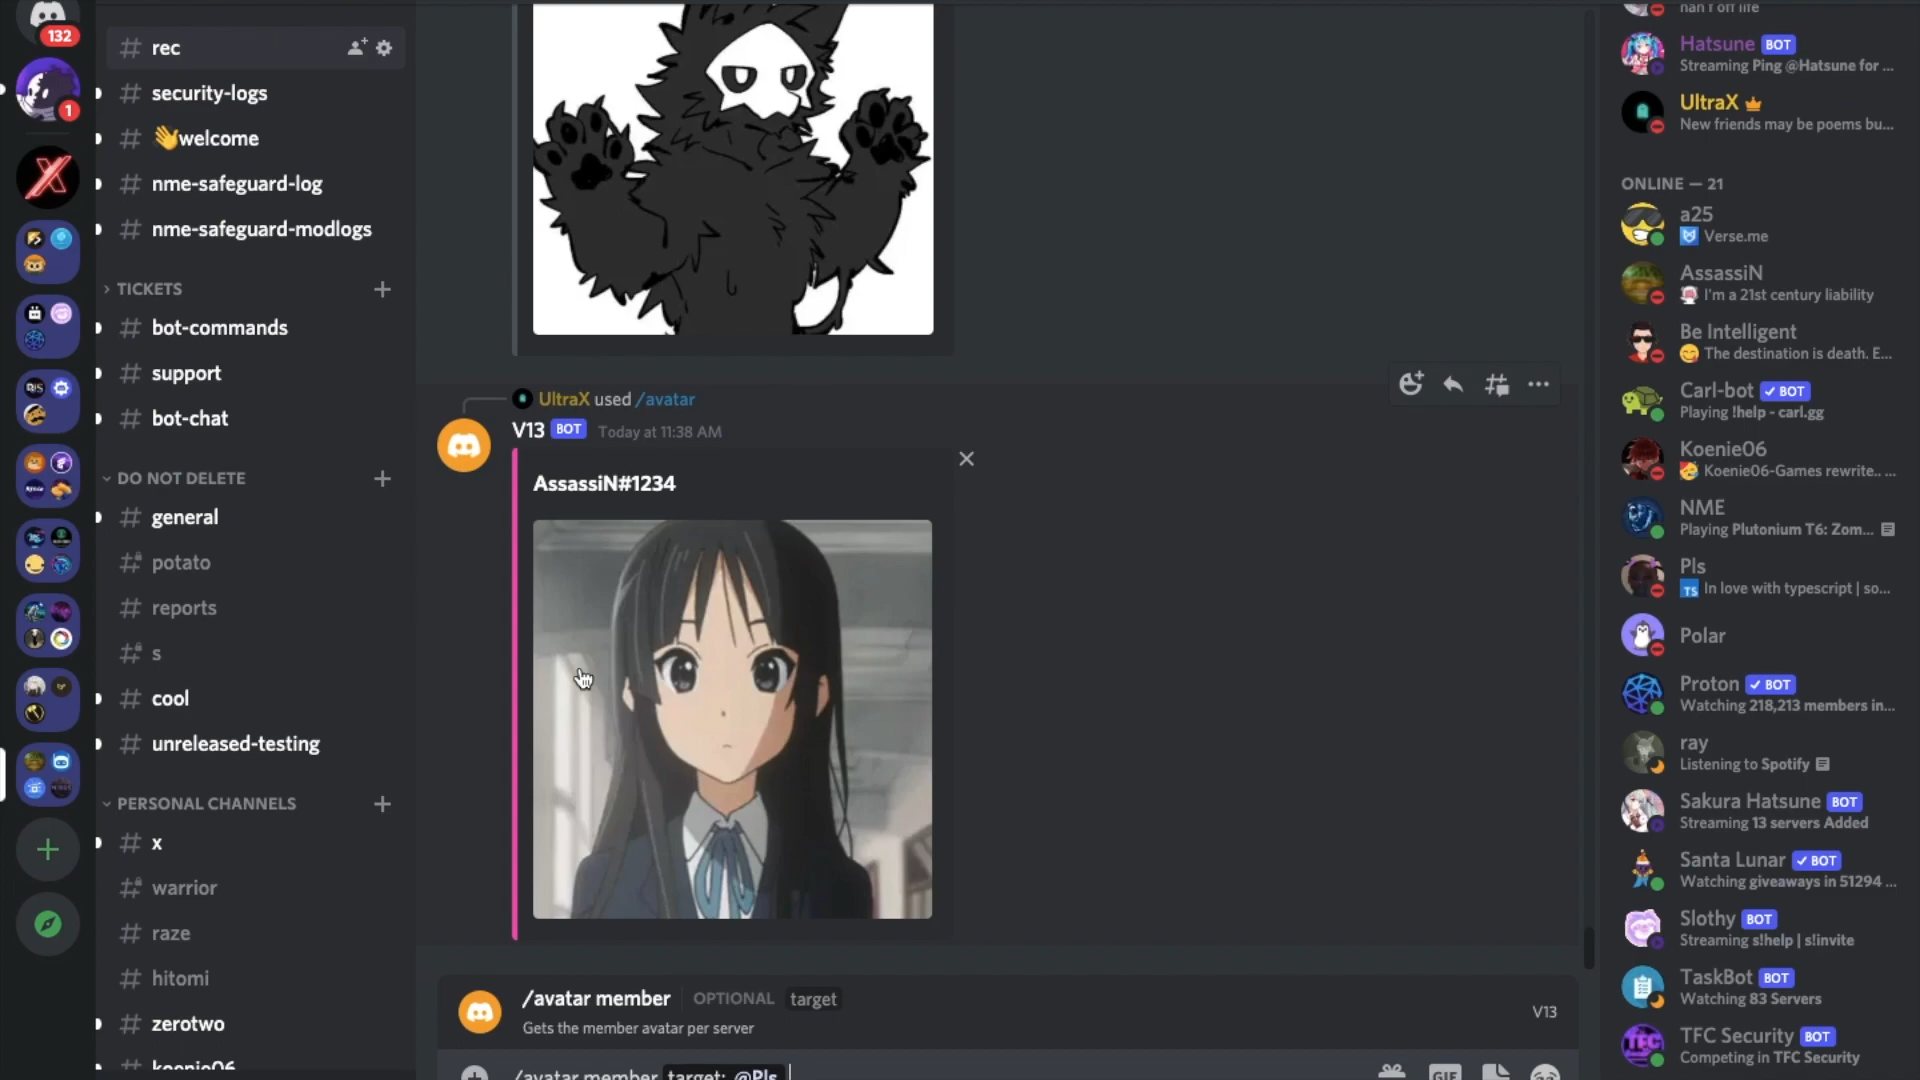 132
1
rec
security-logs
👋welcome
nme-safeguard-log
nme-safeguard-modlogs
TICKETS
bot-commands
support
bot-chat
DO NOT DELETE
general
potato
reports
s
cool
unreleased-testing
PERSONAL CHANNELS
x
warrior
raze
hitomi
zerotwo
koenie06
UltraX used /avatar
V13 BOT Today at 11:38 AM
AssassiN#1234
/avatar member OPTIONAL target
Gets the member avatar per server
V13
/avatar member target: @Pls
GIF
Hatsune BOT
Streaming Ping @Hatsune for ...
UltraX
New friends may be poems bu...
ONLINE — 21
a25
Verse.me
AssassiN
I'm a 21st century liability
Be Intelligent
The destination is death. E...
Carl-bot BOT
Playing !help - carl.gg
Koenie06
Koenie06-Games rewrite.. ...
NME
Playing Plutonium T6: Zom...
Pls
TS In love with typescript | so...
Polar
Proton BOT
Watching 218,213 members in...
ray
Listening to Spotify
Sakura Hatsune BOT
Streaming 13 servers Added
Santa Lunar BOT
Watching giveaways in 51294 ...
Slothy BOT
Streaming s!help | s!invite
TaskBot BOT
Watching 83 Servers
TFC Security BOT
Competing in TFC Security